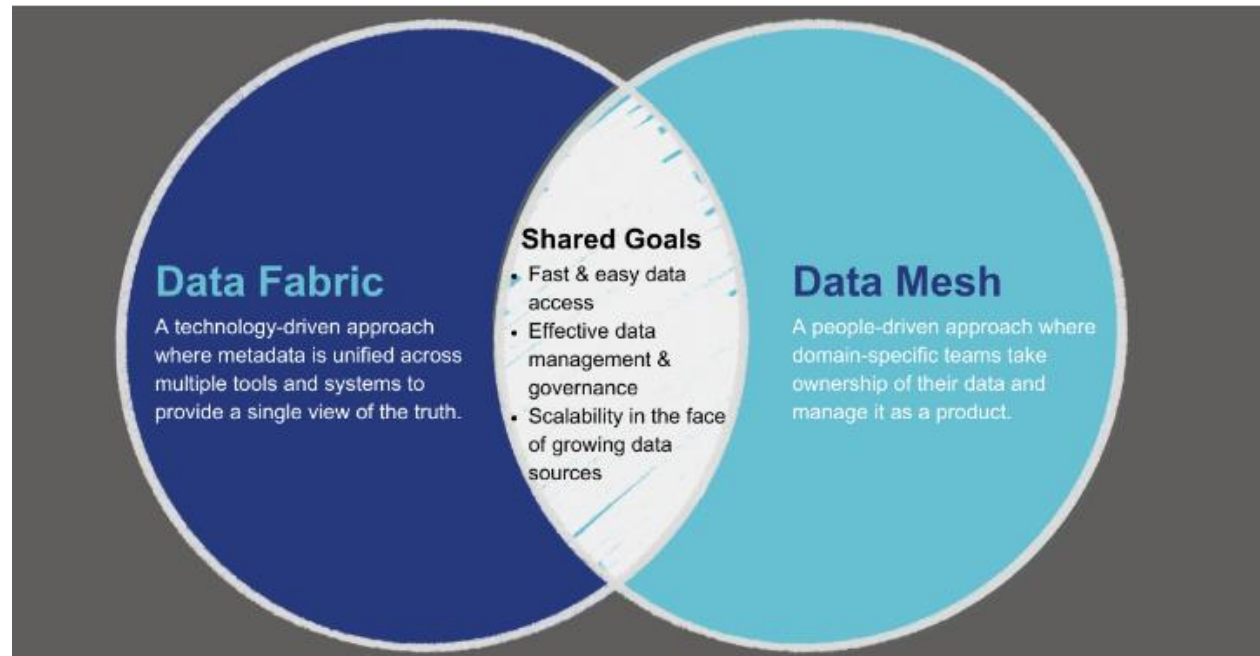 Data Fabric
A technology-driven approach
where metadata is unified across
multiple tools and systems to
provide a single view of the truth.
Shared Goals
• Fast & easy data
access
• Effective data
management &
governance
• Scalability in the face
of growing data
sources
Data Mesh
A people-driven approach where
domain-specific teams take
ownership of their data and
manage it as a product.